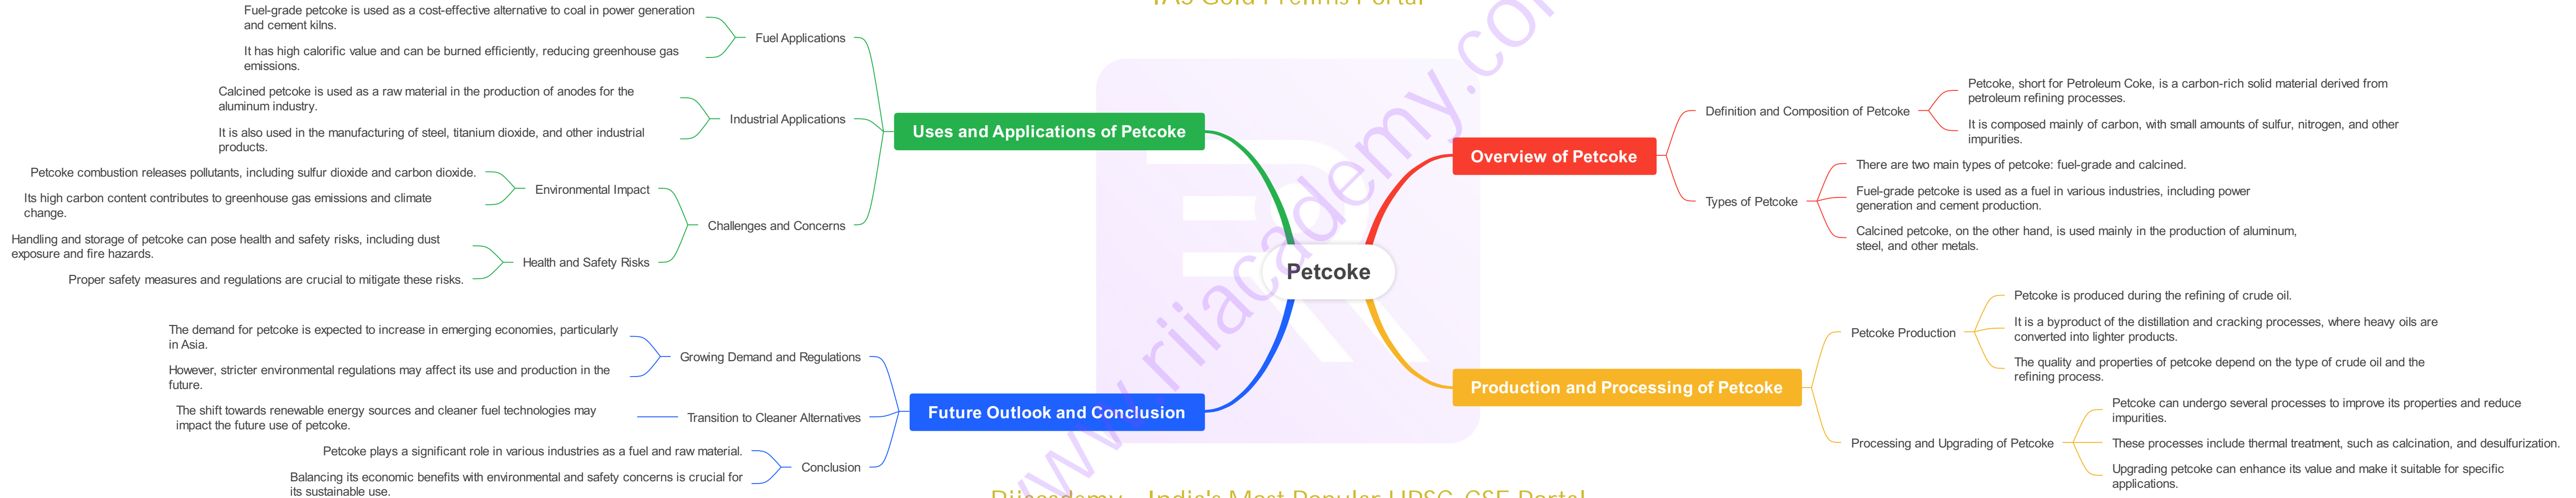 IAS Gold Prelims Portal
Petcoke
Overview of Petcoke
Definition and Composition of Petcoke
Petcoke, short for Petroleum Coke, is a carbon-rich solid material derived from
petroleum refining processes.
It is composed mainly of carbon, with small amounts of sulfur, nitrogen, and other
impurities.
Types of Petcoke
There are two main types of petcoke: fuel-grade and calcined.
Fuel-grade petcoke is used as a fuel in various industries, including power
generation and cement production.
Calcined petcoke, on the other hand, is used mainly in the production of aluminum,
steel, and other metals.
Production and Processing of Petcoke
Petcoke Production
Petcoke is produced during the refining of crude oil.
It is a byproduct of the distillation and cracking processes, where heavy oils are
converted into lighter products.
The quality and properties of petcoke depend on the type of crude oil and the
refining process.
Processing and Upgrading of Petcoke
Petcoke can undergo several processes to improve its properties and reduce
impurities.
These processes include thermal treatment, such as calcination, and desulfurization.
Upgrading petcoke can enhance its value and make it suitable for specific
applications.
Uses and Applications of Petcoke
Fuel Applications
Fuel-grade petcoke is used as a cost-effective alternative to coal in power generation
and cement kilns.
It has high calorific value and can be burned efficiently, reducing greenhouse gas
emissions.
Industrial Applications
Calcined petcoke is used as a raw material in the production of anodes for the
aluminum industry.
It is also used in the manufacturing of steel, titanium dioxide, and other industrial
products.
Challenges and Concerns
Environmental Impact
Petcoke combustion releases pollutants, including sulfur dioxide and carbon dioxide.
Its high carbon content contributes to greenhouse gas emissions and climate
change.
Health and Safety Risks
Handling and storage of petcoke can pose health and safety risks, including dust
exposure and fire hazards.
Proper safety measures and regulations are crucial to mitigate these risks.
Future Outlook and Conclusion
Growing Demand and Regulations
The demand for petcoke is expected to increase in emerging economies, particularly
in Asia.
However, stricter environmental regulations may affect its use and production in the
future.
Transition to Cleaner Alternatives
The shift towards renewable energy sources and cleaner fuel technologies may
impact the future use of petcoke.
Conclusion
Petcoke plays a significant role in various industries as a fuel and raw material.
Balancing its economic benefits with environmental and safety concerns is crucial for
its sustainable use.
www.riiacademy.com
Riiacademy - India's Most Popular UPSC-CSE Portal